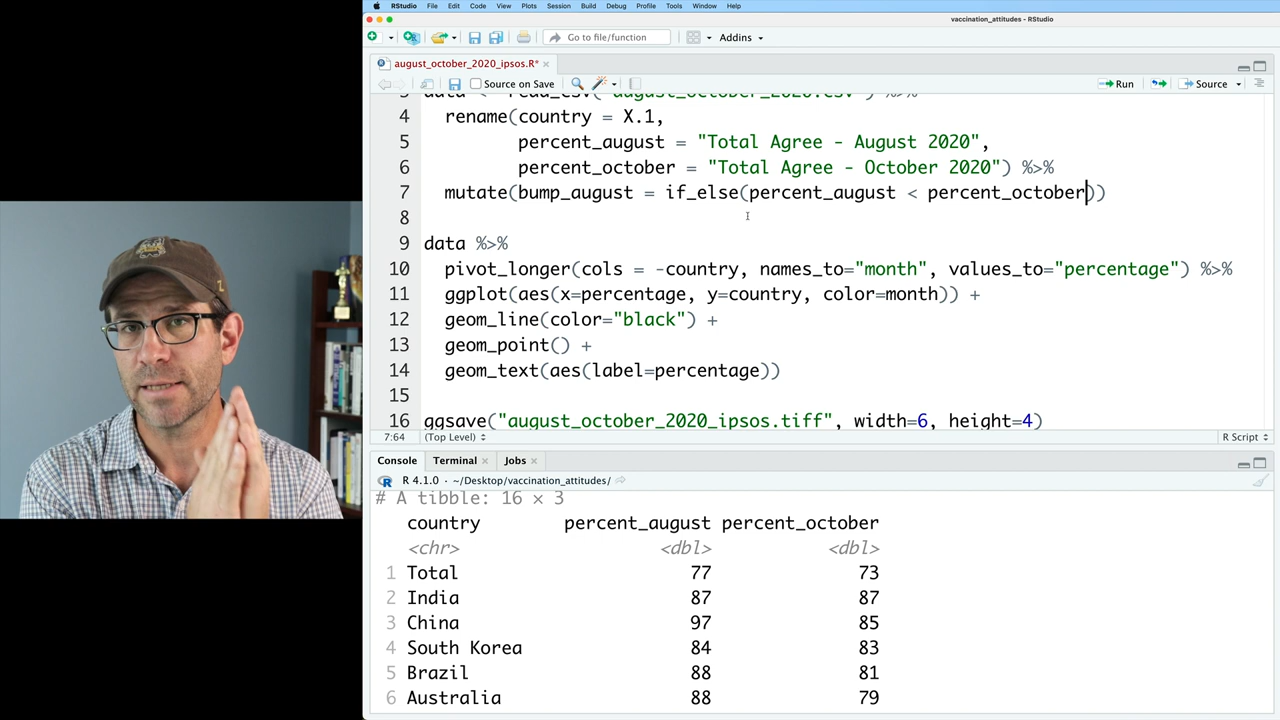 RStudio File Edit Code View Plots Session Build Debug Profile Tools Window Help
vaccination_attitudes - RStudio
Go to file/function Addins
august_october_2020_ipsos.R* ×
Source on Save Run Source
3 data <- read_csv("august_october_2020.csv") %>%
4 rename(country = X.1,
5 percent_august = "Total Agree - August 2020",
6 percent_october = "Total Agree - October 2020") %>%
7 mutate(bump_august = if_else(percent_august < percent_october))
8
9 data %>%
10 pivot_longer(cols = -country, names_to="month", values_to="percentage") %>%
11 ggplot(aes(x=percentage, y=country, color=month)) +
12 geom_line(color="black") +
13 geom_point() +
14 geom_text(aes(label=percentage))
15
16 ggsave("august_october_2020_ipsos.tiff", width=6, height=4)
7:64 (Top Level) R Script
Console Terminal × Jobs ×
R 4.1.0 · ~/Desktop/vaccination_attitudes/
# A tibble: 16 × 3
country percent_august percent_october
<chr> <dbl> <dbl>
1 Total 77 73
2 India 87 87
3 China 97 85
4 South Korea 84 83
5 Brazil 88 81
6 Australia 88 79